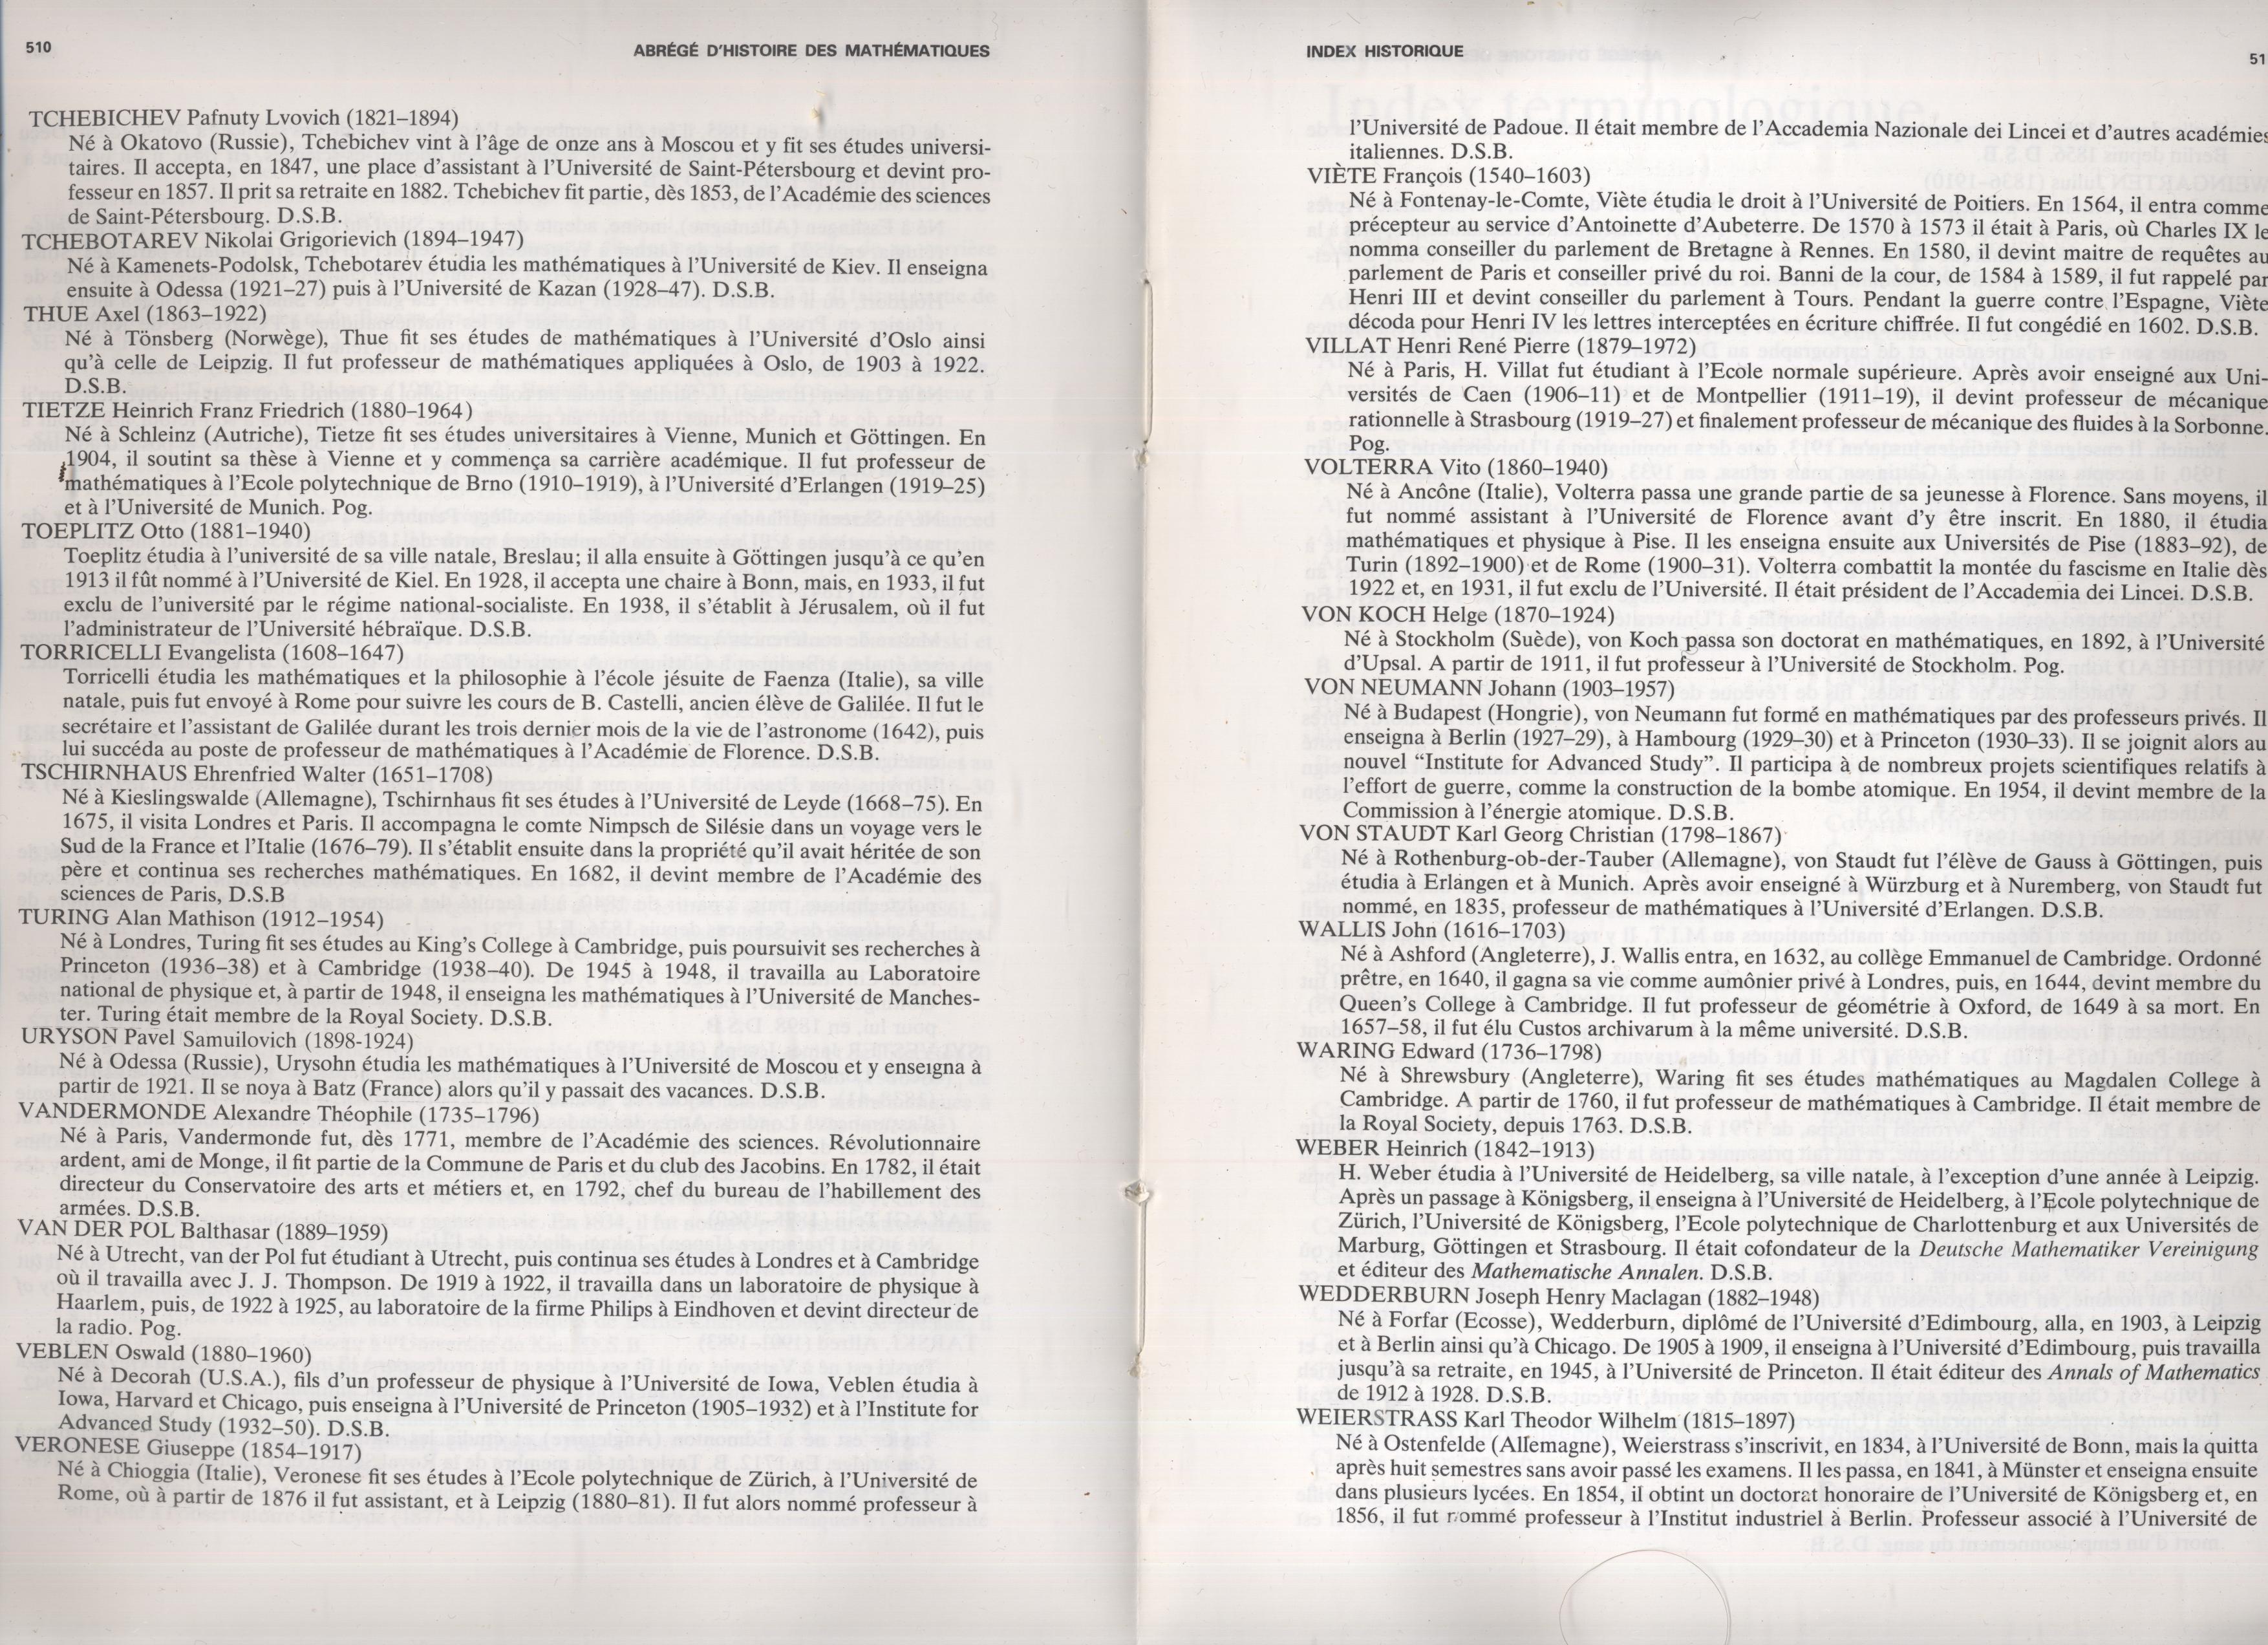 510
ABRÉGÉ D'HISTOIRE DES MATHÉMATIQUES
TCHEBICHEV Pafnuty Lvovich (1821–1894)
Né à Okatovo (Russie), Tchebichev vint à l'âge de onze ans à Moscou et y fit ses études universi-
taires. Il accepta, en 1847, une place d'assistant à l'Université de Saint-Pétersbourg et devint pro-
fesseur en 1857. Il prit sa retraite en 1882. Tchebichev fit partie, dès 1853, de l'Académie des sciences
de Saint-Pétersbourg. D.S.B.
TCHEBOTAREV Nikolai Grigorievich (1894–1947)
Né à Kamenets-Podolsk, Tchebotarev étudia les mathématiques à l'Université de Kiev. Il enseigna
ensuite à Odessa (1921–27) puis à l'Université de Kazan (1928–47). D.S.B.
THUE Axel (1863–1922)
Né à Tönsberg (Norwège), Thue fit ses études de mathématiques à l'Université d'Oslo ainsi
qu'à celle de Leipzig. Il fut professeur de mathématiques appliquées à Oslo, de 1903 à 1922.
D.S.B.
TIETZE Heinrich Franz Friedrich (1880–1964)
Né à Schleinz (Autriche), Tietze fit ses études universitaires à Vienne, Munich et Göttingen. En
1904, il soutint sa thèse à Vienne et y commença sa carrière académique. Il fut professeur de
mathématiques à l'Ecole polytechnique de Brno (1910–1919), à l'Université d'Erlangen (1919–25)
et à l'Université de Munich. Pog.
TOEPLITZ Otto (1881–1940)
Toeplitz étudia à l'université de sa ville natale, Breslau; il alla ensuite à Göttingen jusqu'à ce qu'en
1913 il fût nommé à l'Université de Kiel. En 1928, il accepta une chaire à Bonn, mais, en 1933, il fut
exclu de l'université par le régime national-socialiste. En 1938, il s'établit à Jérusalem, où il fut
l'administrateur de l'Université hébraïque. D.S.B.
TORRICELLI Evangelista (1608–1647)
Torricelli étudia les mathématiques et la philosophie à l'école jésuite de Faenza (Italie), sa ville
natale, puis fut envoyé à Rome pour suivre les cours de B. Castelli, ancien élève de Galilée. Il fut le
secrétaire et l'assistant de Galilée durant les trois dernier mois de la vie de l'astronome (1642), puis
lui succéda au poste de professeur de mathématiques à l'Académie de Florence. D.S.B.
TSCHIRNHAUS Ehrenfried Walter (1651–1708)
Né à Kieslingswalde (Allemagne), Tschirnhaus fit ses études à l'Université de Leyde (1668–75). En
1675, il visita Londres et Paris. Il accompagna le comte Nimpsch de Silésie dans un voyage vers le
Sud de la France et l'Italie (1676–79). Il s'établit ensuite dans la propriété qu'il avait héritée de son
père et continua ses recherches mathématiques. En 1682, il devint membre de l'Académie des
sciences de Paris, D.S.B
TURING Alan Mathison (1912–1954)
Né à Londres, Turing fit ses études au King's College à Cambridge, puis poursuivit ses recherches à
Princeton (1936–38) et à Cambridge (1938–40). De 1945 à 1948, il travailla au Laboratoire
national de physique et, à partir de 1948, il enseigna les mathématiques à l'Université de Manches-
ter. Turing était membre de la Royal Society. D.S.B.
URYSON Pavel Samuilovich (1898-1924)
Né à Odessa (Russie), Urysohn étudia les mathématiques à l'Université de Moscou et y enseigna à
partir de 1921. Il se noya à Batz (France) alors qu'il y passait des vacances. D.S.B.
VANDERMONDE Alexandre Théophile (1735–1796)
Né à Paris, Vandermonde fut, dès 1771, membre de l'Académie des sciences. Révolutionnaire
ardent, ami de Monge, il fit partie de la Commune de Paris et du club des Jacobins. En 1782, il était
directeur du Conservatoire des arts et métiers et, en 1792, chef du bureau de l'habillement des
armées. D.S.B.
VAN DER POL Balthasar (1889–1959)
Né à Utrecht, van der Pol fut étudiant à Utrecht, puis continua ses études à Londres et à Cambridge
où il travailla avec J. J. Thompson. De 1919 à 1922, il travailla dans un laboratoire de physique à
Haarlem, puis, de 1922 à 1925, au laboratoire de la firme Philips à Eindhoven et devint directeur de
la radio. Pog.
VEBLEN Oswald (1880–1960)
Né à Decorah (U.S.A.), fils d'un professeur de physique à l'Université de Iowa, Veblen étudia à
Iowa, Harvard et Chicago, puis enseigna à l'Université de Princeton (1905–1932) et à l'Institute for
Advanced Study (1932–50). D.S.B.
VERONESE Giuseppe (1854–1917)
Né à Chioggia (Italie), Veronese fit ses études à l'Ecole polytechnique de Zürich, à l'Université de
Rome, où à partir de 1876 il fut assistant, et à Leipzig (1880–81). Il fut alors nommé professeur à
INDEX HISTORIQUE
51
l'Université de Padoue. Il était membre de l'Accademia Nazionale dei Lincei et d'autres académies
italiennes. D.S.B.
VIÈTE François (1540–1603)
Né à Fontenay-le-Comte, Viète étudia le droit à l'Université de Poitiers. En 1564, il entra comme
précepteur au service d'Antoinette d'Aubeterre. De 1570 à 1573 il était à Paris, où Charles IX le
nomma conseiller du parlement de Bretagne à Rennes. En 1580, il devint maitre de requêtes au
parlement de Paris et conseiller privé du roi. Banni de la cour, de 1584 à 1589, il fut rappelé par
Henri III et devint conseiller du parlement à Tours. Pendant la guerre contre l'Espagne, Viète
décoda pour Henri IV les lettres interceptées en écriture chiffrée. Il fut congédié en 1602. D.S.B.
VILLAT Henri René Pierre (1879–1972)
Né à Paris, H. Villat fut étudiant à l'Ecole normale supérieure. Après avoir enseigné aux Uni-
versités de Caen (1906–11) et de Montpellier (1911–19), il devint professeur de mécanique
rationnelle à Strasbourg (1919–27) et finalement professeur de mécanique des fluides à la Sorbonne.
Pog.
VOLTERRA Vito (1860–1940)
Né à Ancône (Italie), Volterra passa une grande partie de sa jeunesse à Florence. Sans moyens, il
fut nommé assistant à l'Université de Florence avant d'y être inscrit. En 1880, il étudia
mathématiques et physique à Pise. Il les enseigna ensuite aux Universités de Pise (1883–92), de
Turin (1892–1900) et de Rome (1900–31). Volterra combattit la montée du fascisme en Italie dès
1922 et, en 1931, il fut exclu de l'Université. Il était président de l'Accademia dei Lincei. D.S.B.
VON KOCH Helge (1870–1924)
Né à Stockholm (Suède), von Koch passa son doctorat en mathématiques, en 1892, à l'Université
d'Upsal. A partir de 1911, il fut professeur à l'Université de Stockholm. Pog.
VON NEUMANN Johann (1903–1957)
Né à Budapest (Hongrie), von Neumann fut formé en mathématiques par des professeurs privés. Il
enseigna à Berlin (1927–29), à Hambourg (1929–30) et à Princeton (1930–33). Il se joignit alors au
nouvel “Institute for Advanced Study”. Il participa à de nombreux projets scientifiques relatifs à
l'effort de guerre, comme la construction de la bombe atomique. En 1954, il devint membre de la
Commission à l'énergie atomique. D.S.B.
VON STAUDT Karl Georg Christian (1798–1867)
Né à Rothenburg-ob-der-Tauber (Allemagne), von Staudt fut l'élève de Gauss à Göttingen, puis
étudia à Erlangen et à Munich. Après avoir enseigné à Würzburg et à Nuremberg, von Staudt fut
nommé, en 1835, professeur de mathématiques à l'Université d'Erlangen. D.S.B.
WALLIS John (1616–1703)
Né à Ashford (Angleterre), J. Wallis entra, en 1632, au collège Emmanuel de Cambridge. Ordonné
prêtre, en 1640, il gagna sa vie comme aumônier privé à Londres, puis, en 1644, devint membre du
Queen's College à Cambridge. Il fut professeur de géométrie à Oxford, de 1649 à sa mort. En
1657–58, il fut élu Custos archivarum à la même université. D.S.B.
WARING Edward (1736–1798)
Né à Shrewsbury (Angleterre), Waring fit ses études mathématiques au Magdalen College à
Cambridge. A partir de 1760, il fut professeur de mathématiques à Cambridge. Il était membre de
la Royal Society, depuis 1763. D.S.B.
WEBER Heinrich (1842–1913)
H. Weber étudia à l'Université de Heidelberg, sa ville natale, à l'exception d'une année à Leipzig.
Après un passage à Königsberg, il enseigna à l'Université de Heidelberg, à l'Ecole polytechnique de
Zürich, l'Université de Königsberg, l'Ecole polytechnique de Charlottenburg et aux Universités de
Marburg, Göttingen et Strasbourg. Il était cofondateur de la Deutsche Mathematiker Vereinigung
et éditeur des Mathematische Annalen. D.S.B.
WEDDERBURN Joseph Henry Maclagan (1882–1948)
Né à Forfar (Ecosse), Wedderburn, diplômé de l'Université d'Edimbourg, alla, en 1903, à Leipzig
et à Berlin ainsi qu'à Chicago. De 1905 à 1909, il enseigna à l'Université d'Edimbourg, puis travailla
jusqu'à sa retraite, en 1945, à l'Université de Princeton. Il était éditeur des Annals of Mathematics
de 1912 à 1928. D.S.B.
WEIERSTRASS Karl Theodor Wilhelm (1815–1897)
Né à Ostenfelde (Allemagne), Weierstrass s'inscrivit, en 1834, à l'Université de Bonn, mais la quitta
après huit semestres sans avoir passé les examens. Il les passa, en 1841, à Münster et enseigna ensuite
dans plusieurs lycées. En 1854, il obtint un doctorat honoraire de l'Université de Königsberg et, en
1856, il fut nommé professeur à l'Institut industriel à Berlin. Professeur associé à l'Université de